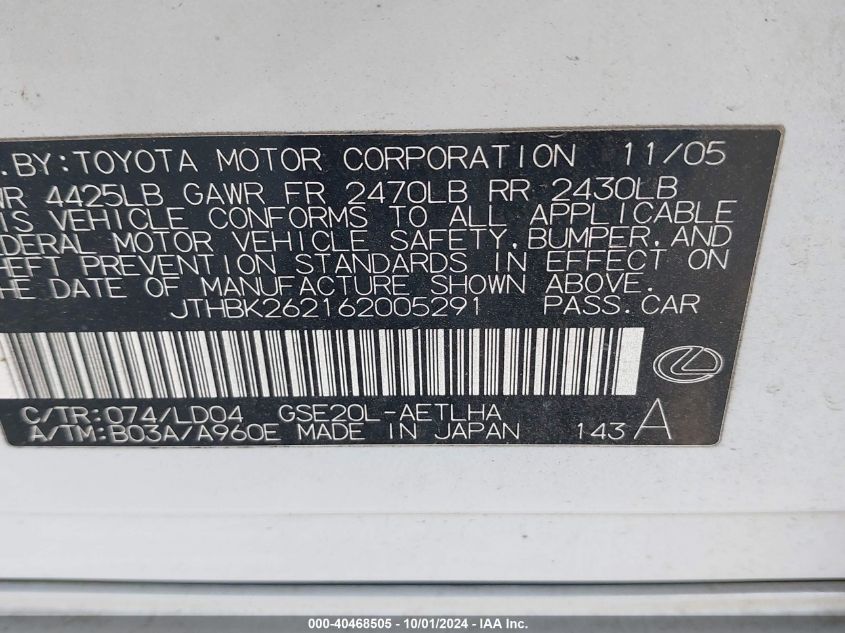 .BY:TOYOTA MOTOR CORPORATION 11/05
WR 4425LB GAWR FR 2470LB RR 2430LB
IS VEHICLE CONFORMS TO ALL APPLICABLE
DERAL MOTOR VEHICLE SAFETY,BUMPER,AND
HEFT PREVENTION STANDARDS IN EFFECT ON
HE DATE OF MANUFACTURE SHOWN ABOVE.
JTHBK262162005291 PASS.CAR
C/TR:074/LD04 GSE20L-AETLHA
A/TM:B03A/A960E MADE IN JAPAN 143 A
000-40468505 - 10/01/2024 - IAA Inc.